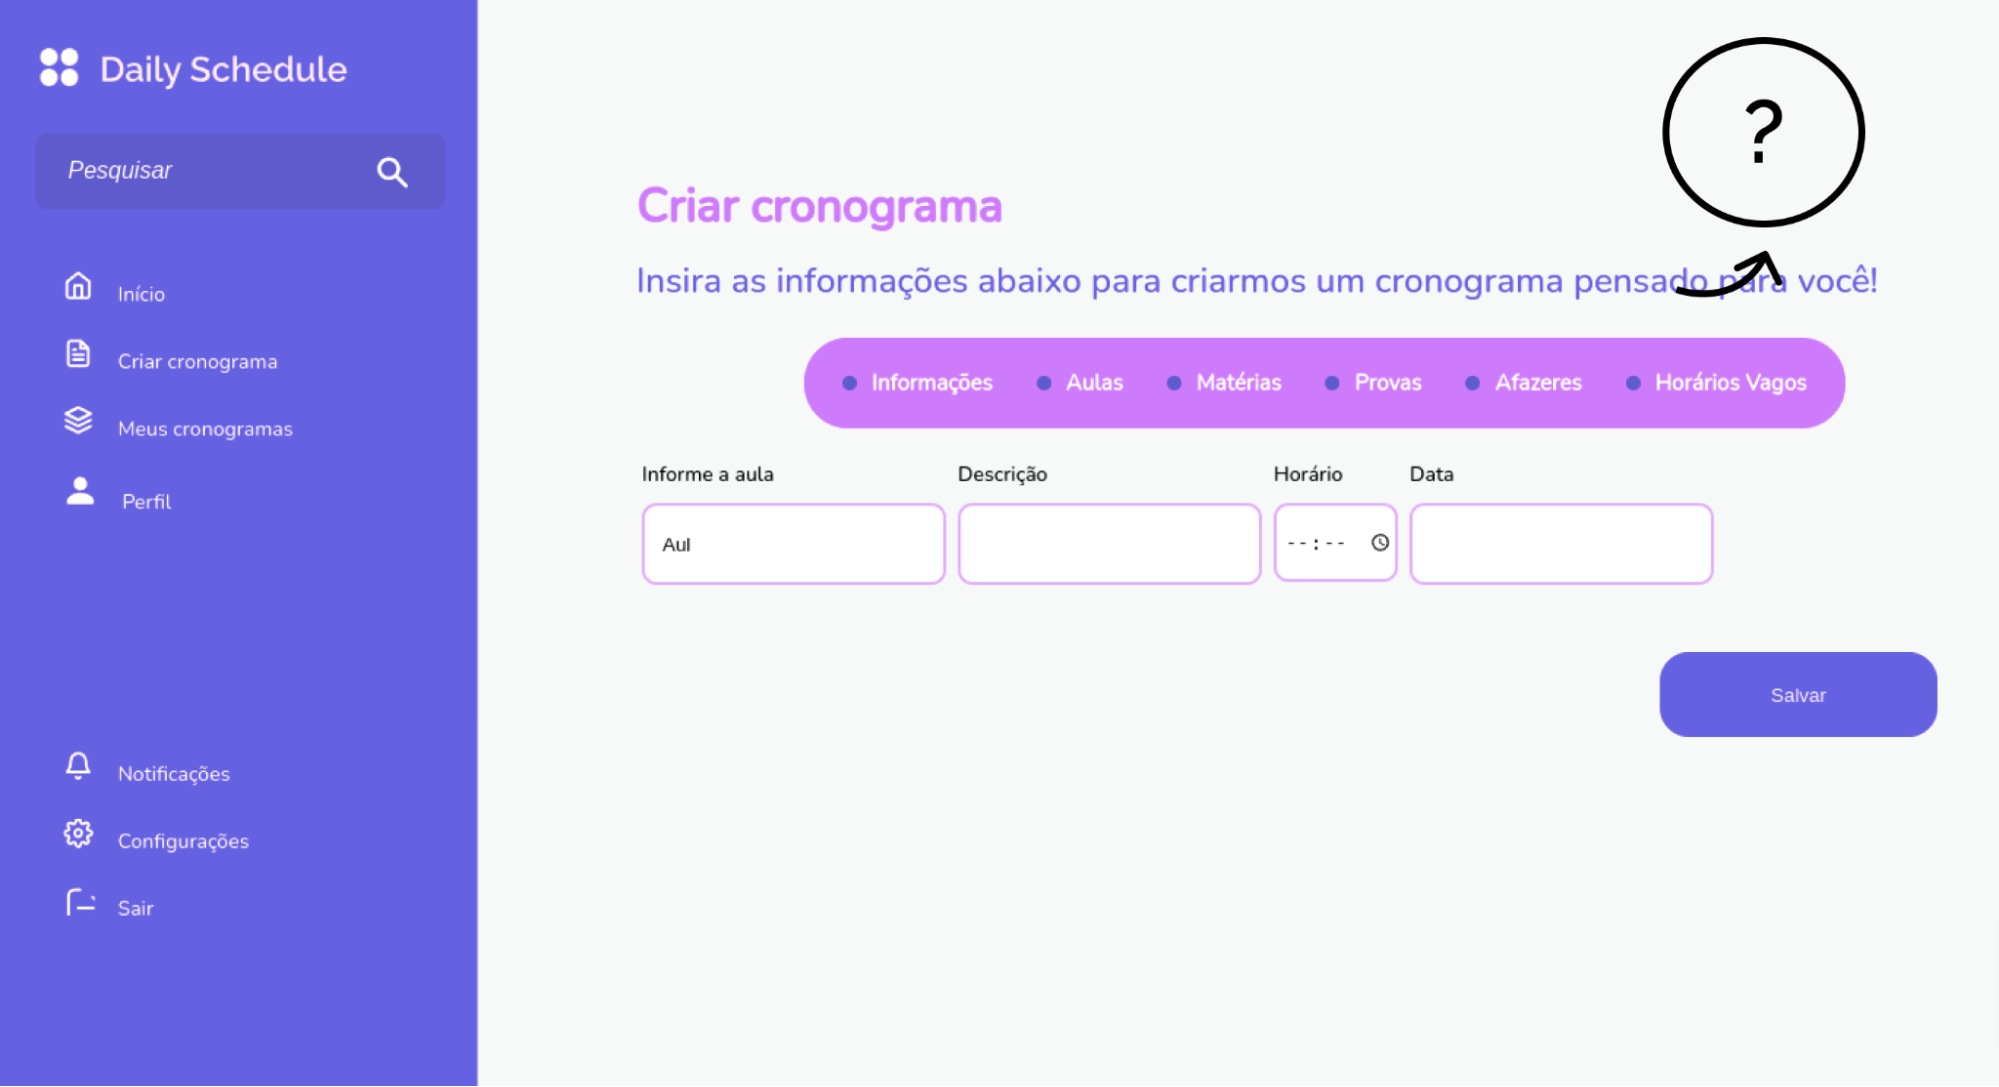 Daily Schedule
Pesquisar
Início
Criar cronograma
Meus cronogramas
Perfil
Notificações
Configurações
Sair
?
Criar cronograma
Insira as informações abaixo para criarmos um cronograma pensado para você!
Informações Aulas Matérias Provas Afazeres Horários Vagos
Informe a aula Descrição Horário Data
Aul --:--
Salvar